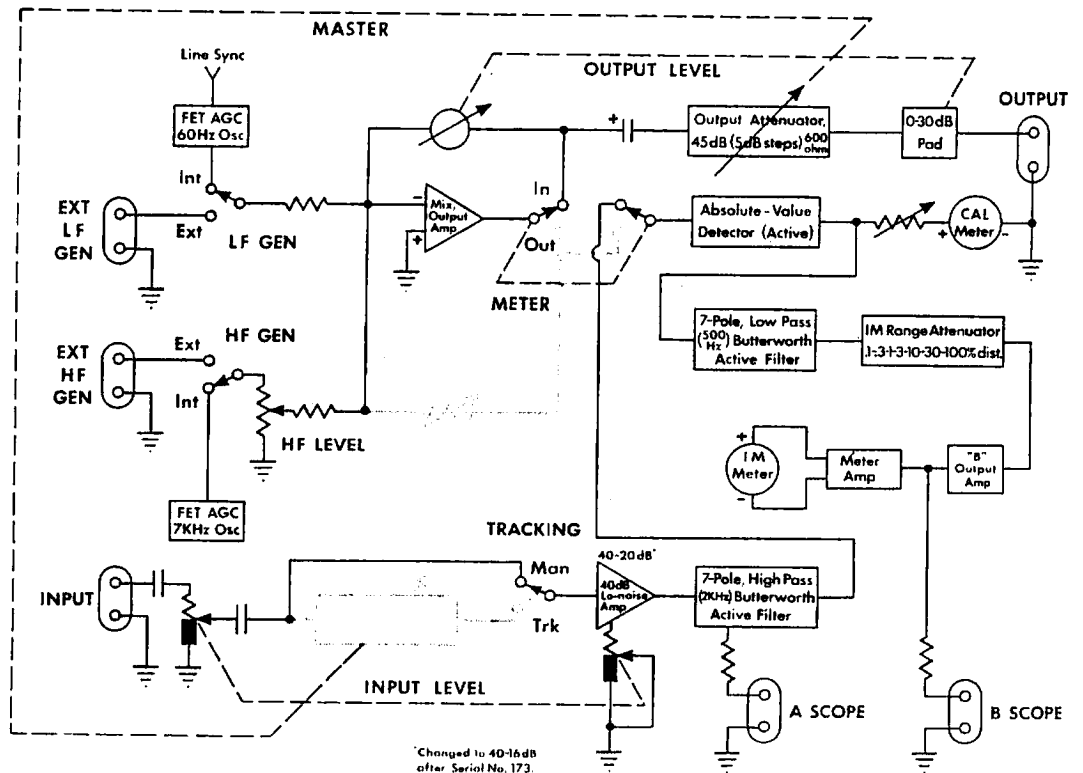 MASTER
Line Sync
OUTPUT LEVEL
OUTPUT
FET AGC
60Hz Osc
Output Attenuator,
45dB (5dB steps) 600 ohm
0-30dB
Pad
+
Int
In
EXT
LF
GEN
Ext
LF GEN
-
Mix,
Output
Amp
+
Out
Absolute-Value
Detector (Active)
CAL
Meter
+
-
METER
HF GEN
7-Pole, Low Pass
(500 Hz) Butterworth
Active Filter
IM Range Attenuator
.1-.3-1-3-10-30-100% dist.
EXT
HF
GEN
Ext
Int
HF LEVEL
+
IM
Meter
-
Meter
Amp
"B"
Output
Amp
FET AGC
7KHz Osc
TRACKING
40-20dB*
INPUT
Man
Trk
40dB
Lo-noise
Amp
7-Pole, High Pass
(2KHz) Butterworth
Active Filter
INPUT LEVEL
A SCOPE
B SCOPE
*Changed to 40-16dB
after Serial No. 173.